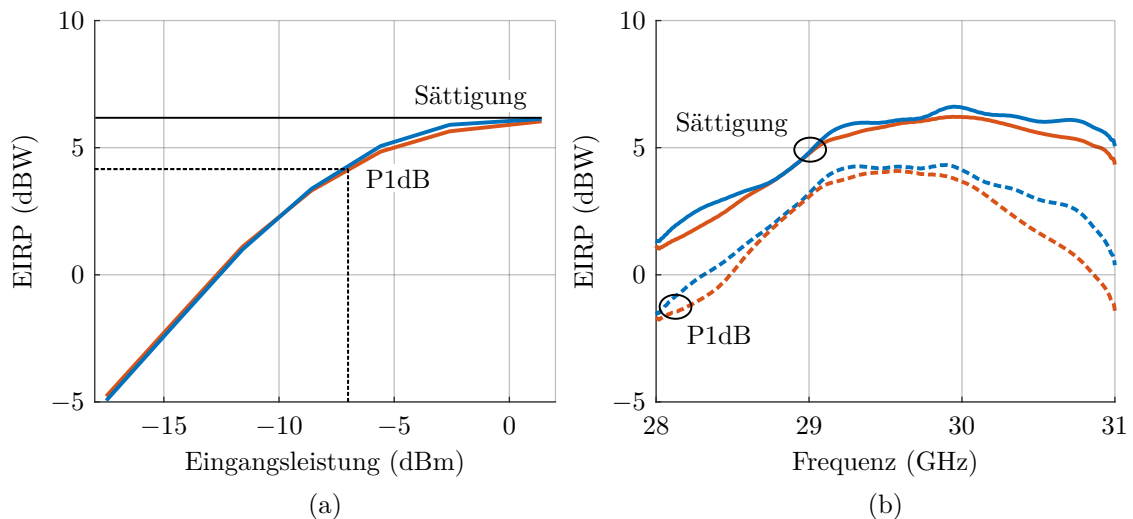 10
5
0
−5
EIRP (dBW)
Sättigung
P1dB
−15
−10
−5
0
Eingangsleistung (dBm)
(a)
10
5
0
−5
EIRP (dBW)
Sättigung
P1dB
28
29
30
31
Frequenz (GHz)
(b)